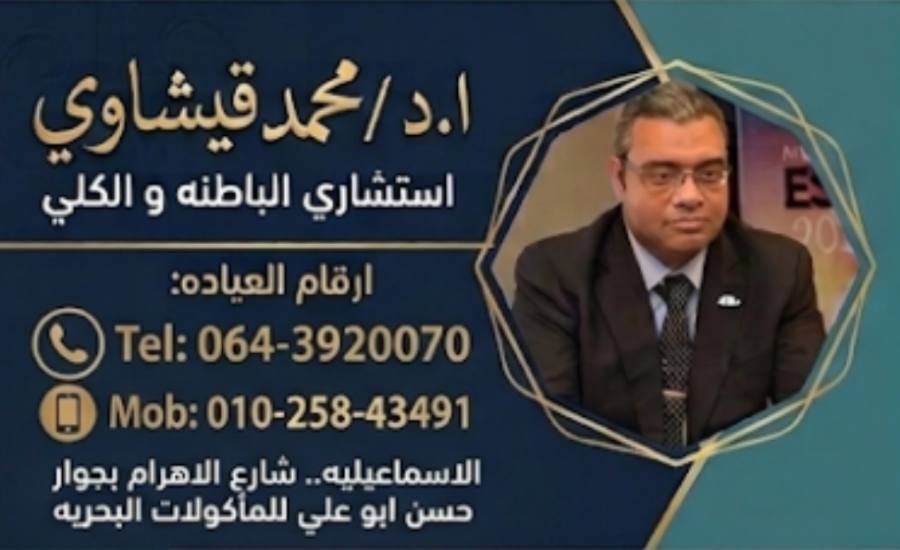 ا.د/محمد قيشاوي
استشاري الباطنه و الكلي
ارقام العياده:
Tel: 064-3920070
Mob: 010-258-43491
الاسماعيليه.. شارع الاهرام بجوار
حسن ابو علي للمأكولات البحريه
ES